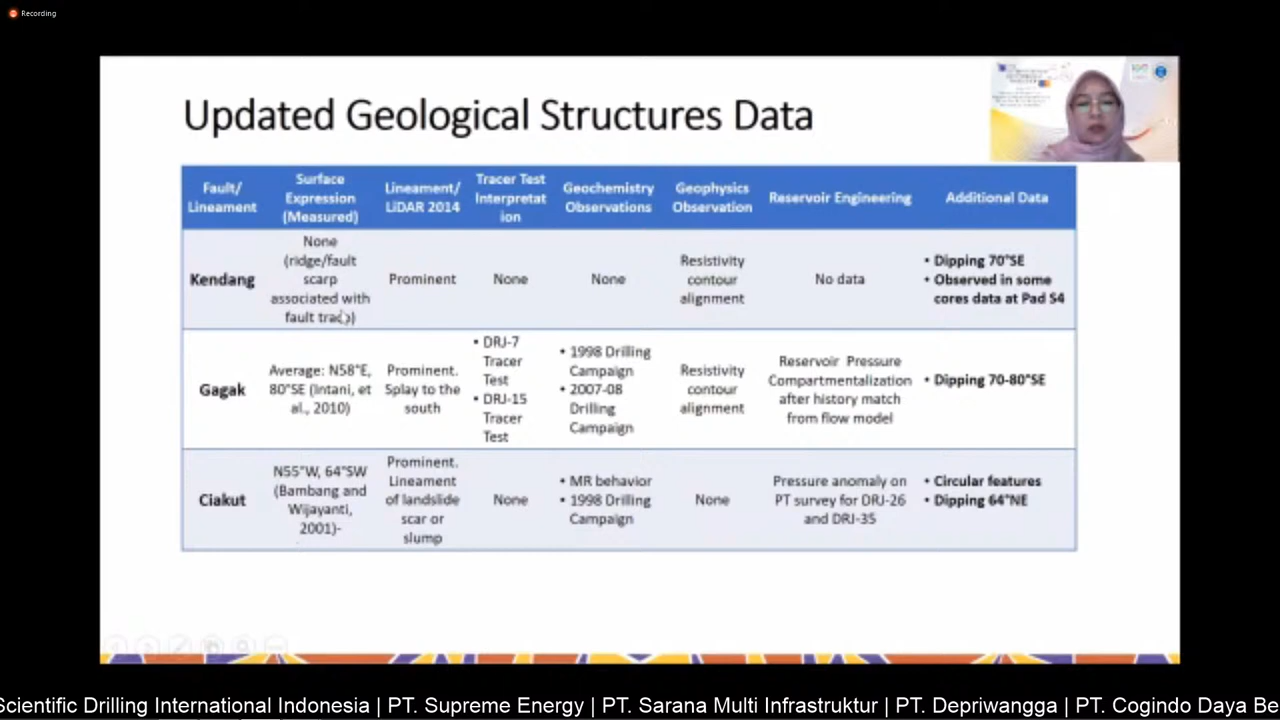 Recording
Updated Geological Structures Data
Fault/
Lineament
Surface
Expression
(Measured)
Lineament/
LiDAR 2014
Tracer Test
Interpretat
ion
Geochemistry
Observations
Geophysics
Observation
Reservoir Engineering
Additional Data
Kendang
None
(ridge/fault
scarp
associated with
fault trace)
Prominent
None
None
Resistivity
contour
alignment
No data
• Dipping 70°SE
• Observed in some
cores data at Pad S4
Gagak
Average: N58°E,
80°SE (Intani, et
al., 2010)
Prominent.
Splay to the
south
• DRJ-7
Tracer
Test
• DRJ-15
Tracer
Test
• 1998 Drilling
Campaign
• 2007-08
Drilling
Campaign
Resistivity
contour
alignment
Reservoir Pressure
Compartmentalization
after history match
from flow model
• Dipping 70-80°SE
Ciakut
N55°W, 64°SW
(Bambang and
Wijayanti,
2001)-
Prominent.
Lineament
of landslide
scar or
slump
None
• MR behavior
• 1998 Drilling
Campaign
None
Pressure anomaly on
PT survey for DRJ-26
and DRJ-35
• Circular features
• Dipping 64°NE
Scientific Drilling International Indonesia | PT. Supreme Energy | PT. Sarana Multi Infrastruktur | PT. Depriwangga | PT. Cogindo Daya Be